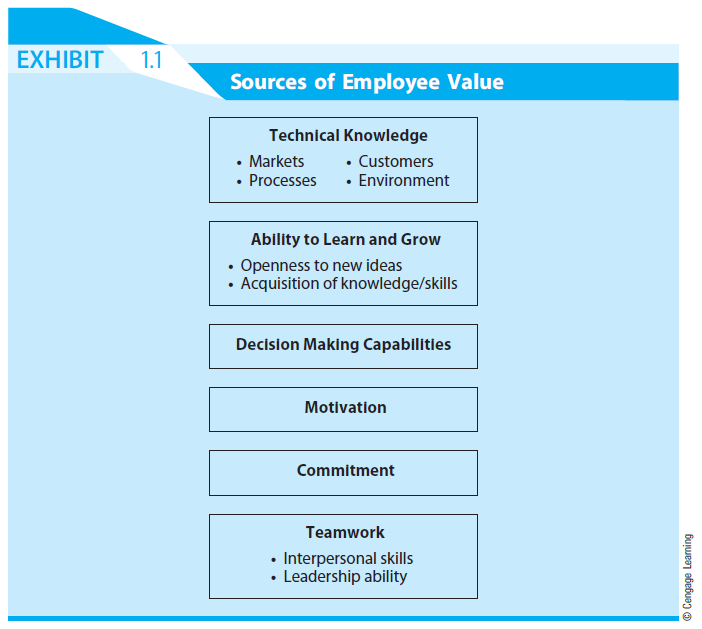 EXHIBIT 1.1
Sources of Employee Value
Technical Knowledge
• Markets • Customers
• Processes • Environment
Ability to Learn and Grow
• Openness to new ideas
• Acquisition of knowledge/skills
Decision Making Capabilities
Motivation
Commitment
Teamwork
• Interpersonal skills
• Leadership ability
© Cengage Learning